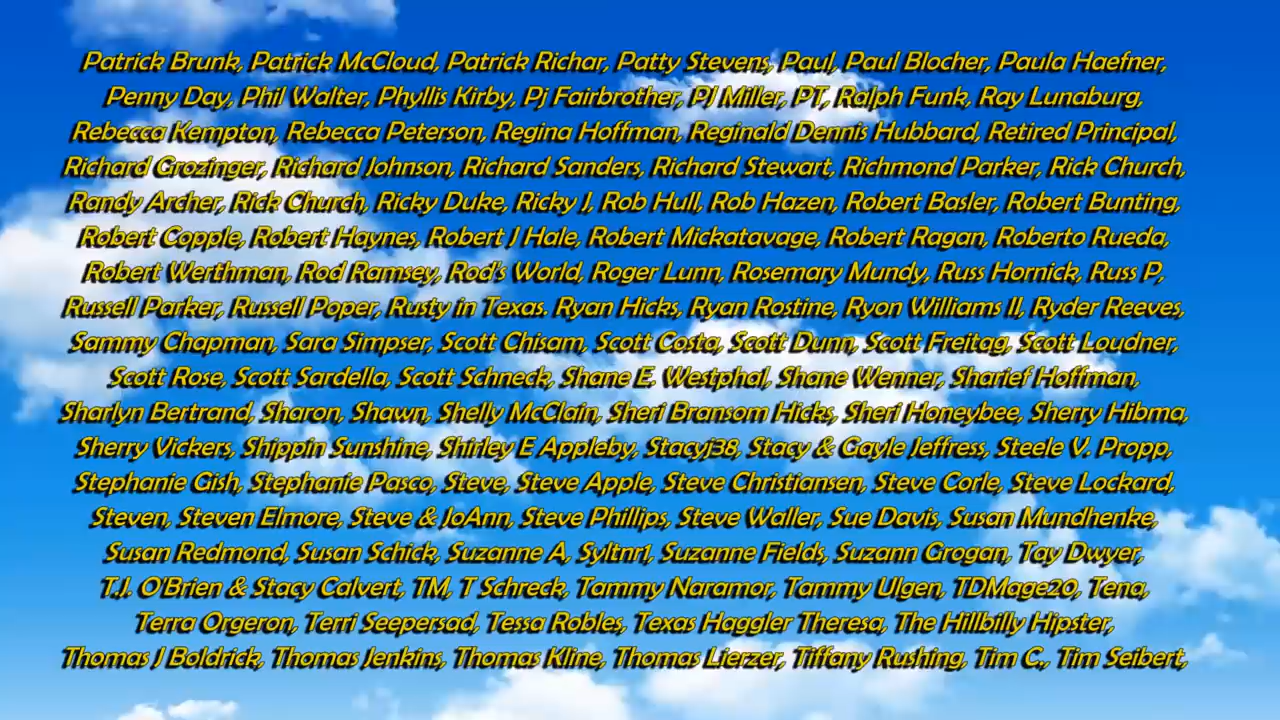 Patrick Brunk, Patrick McCloud, Patrick Richar, Patty Stevens, Paul, Paul Blocher, Paula Haefner,
Penny Day, Phil Walter, Phyllis Kirby, Pj Fairbrother, PJ Miller, PT, Ralph Funk, Ray Lunaburg,
Rebecca Kempton, Rebecca Peterson, Regina Hoffman, Reginald Dennis Hubbard, Retired Principal,
Richard Grozinger, Richard Johnson, Richard Sanders, Richard Stewart, Richmond Parker, Rick Church,
Randy Archer, Rick Church, Ricky Duke, Ricky J, Rob Hull, Rob Hazen, Robert Basler, Robert Bunting,
Robert Copple, Robert Haynes, Robert J Hale, Robert Mickatavage, Robert Ragan, Roberto Rueda,
Robert Werthman, Rod Ramsey, Rod's World, Roger Lunn, Rosemary Mundy, Russ Hornick, Russ P,
Russell Parker, Russell Poper, Rusty in Texas. Ryan Hicks, Ryan Rostine, Ryon Williams II, Ryder Reeves,
Sammy Chapman, Sara Simpser, Scott Chisam, Scott Costa, Scott Dunn, Scott Freitag, Scott Loudner,
Scott Rose, Scott Sardella, Scott Schneck, Shane E. Westphal, Shane Wenner, Sharief Hoffman,
Sharlyn Bertrand, Sharon, Shawn, Shelly McClain, Sheri Bransom Hicks, Sheri Honeybee, Sherry Hibma,
Sherry Vickers, Shippin Sunshine, Shirley E Appleby, Stacyj38, Stacy & Gayle Jeffress, Steele V. Propp,
Stephanie Gish, Stephanie Pasco, Steve, Steve Apple, Steve Christiansen, Steve Corle, Steve Lockard,
Steven, Steven Elmore, Steve & JoAnn, Steve Phillips, Steve Waller, Sue Davis, Susan Mundhenke,
Susan Redmond, Susan Schick, Suzanne A, Syltnr1, Suzanne Fields, Suzann Grogan, Tay Dwyer,
T.J. O'Brien & Stacy Calvert, TM, T Schreck, Tammy Naramor, Tammy Ulgen, TDMage20, Tena,
Terra Orgeron, Terri Seepersad, Tessa Robles, Texas Haggler Theresa, The Hillbilly Hipster,
Thomas J Boldrick, Thomas Jenkins, Thomas Kline, Thomas Lierzer, Tiffany Rushing, Tim C., Tim Seibert,